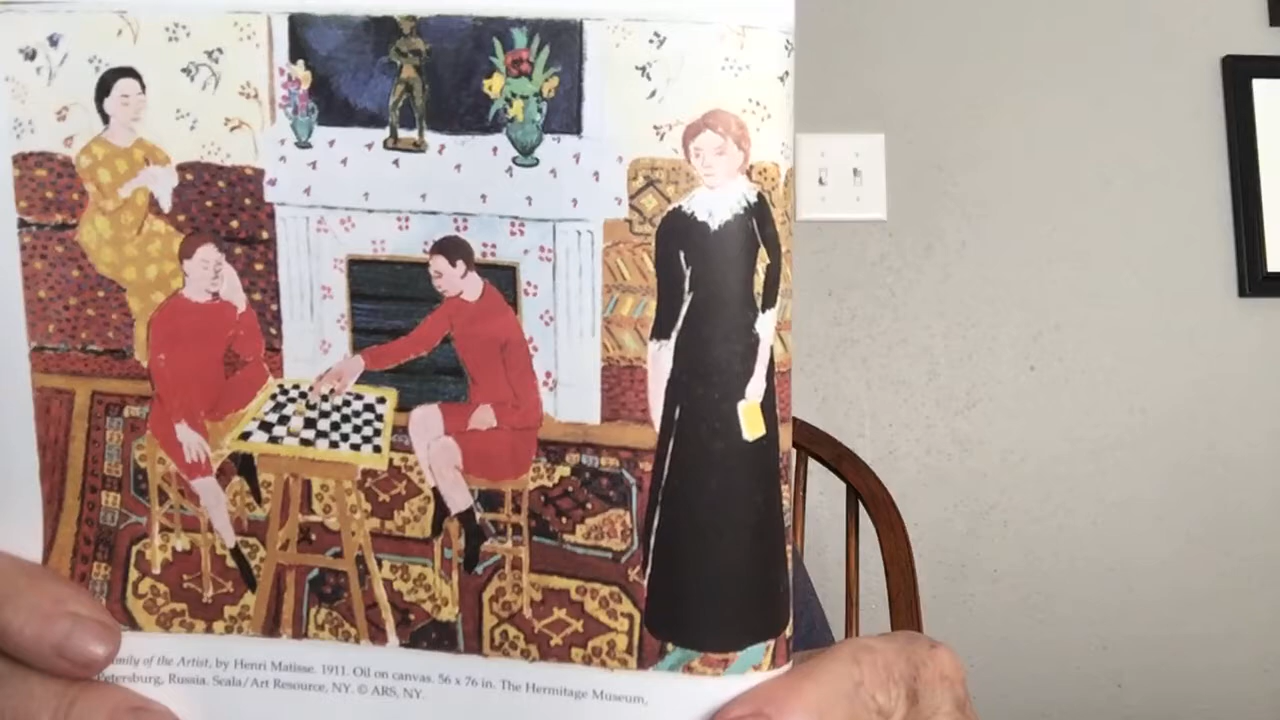 mily of the Artist, by Henri Matisse. 1911. Oil on canvas. 56 x 76 in. The Hermitage Museum,
Petersburg, Russia. Scala/Art Resource, NY. © ARS, NY.